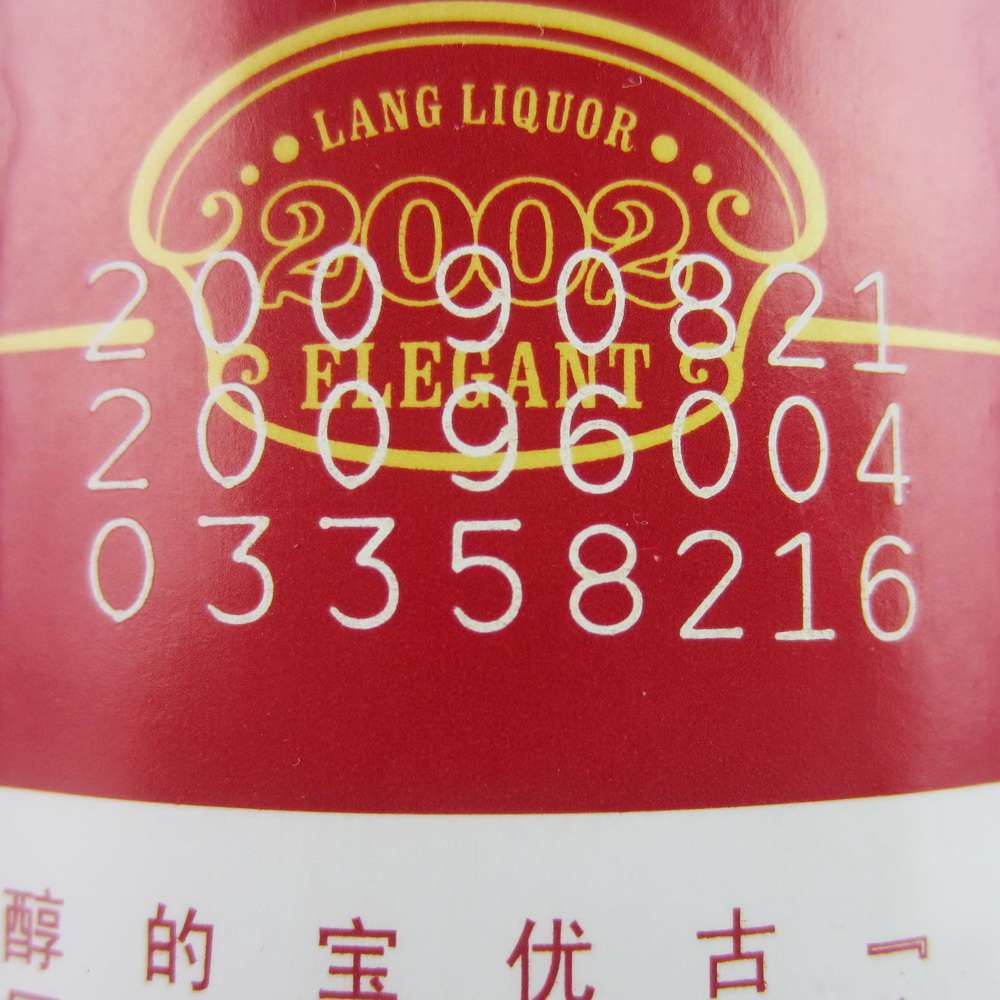 LANG LIQUOR
2002
ELEGANT
20090821
20096004
03358216
『
古
优
宝
的
醇